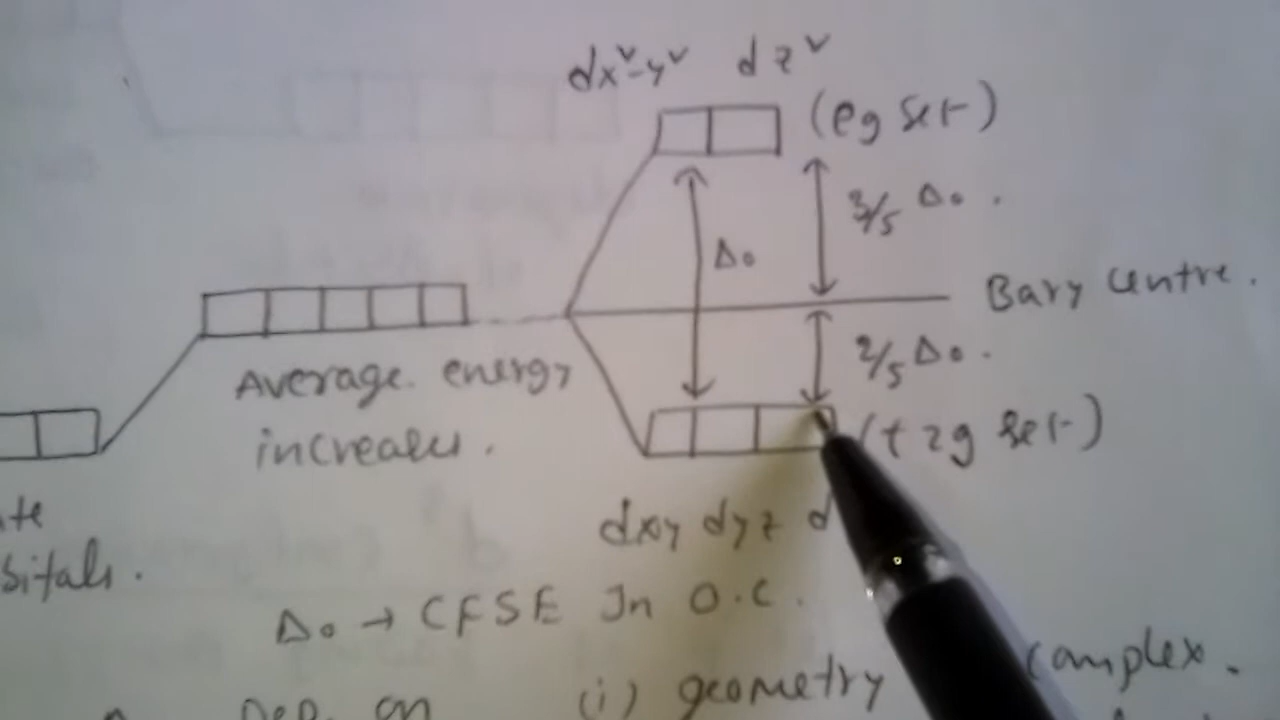 dx²-y² dz²
(eg set)
3/5 Δo.
Δo
Bary Centre.
2/5 Δo.
Average energy
increases.
(t2g set)
dxy dyz d
Δo → CFSE In O.C.
(i) geometry complex.